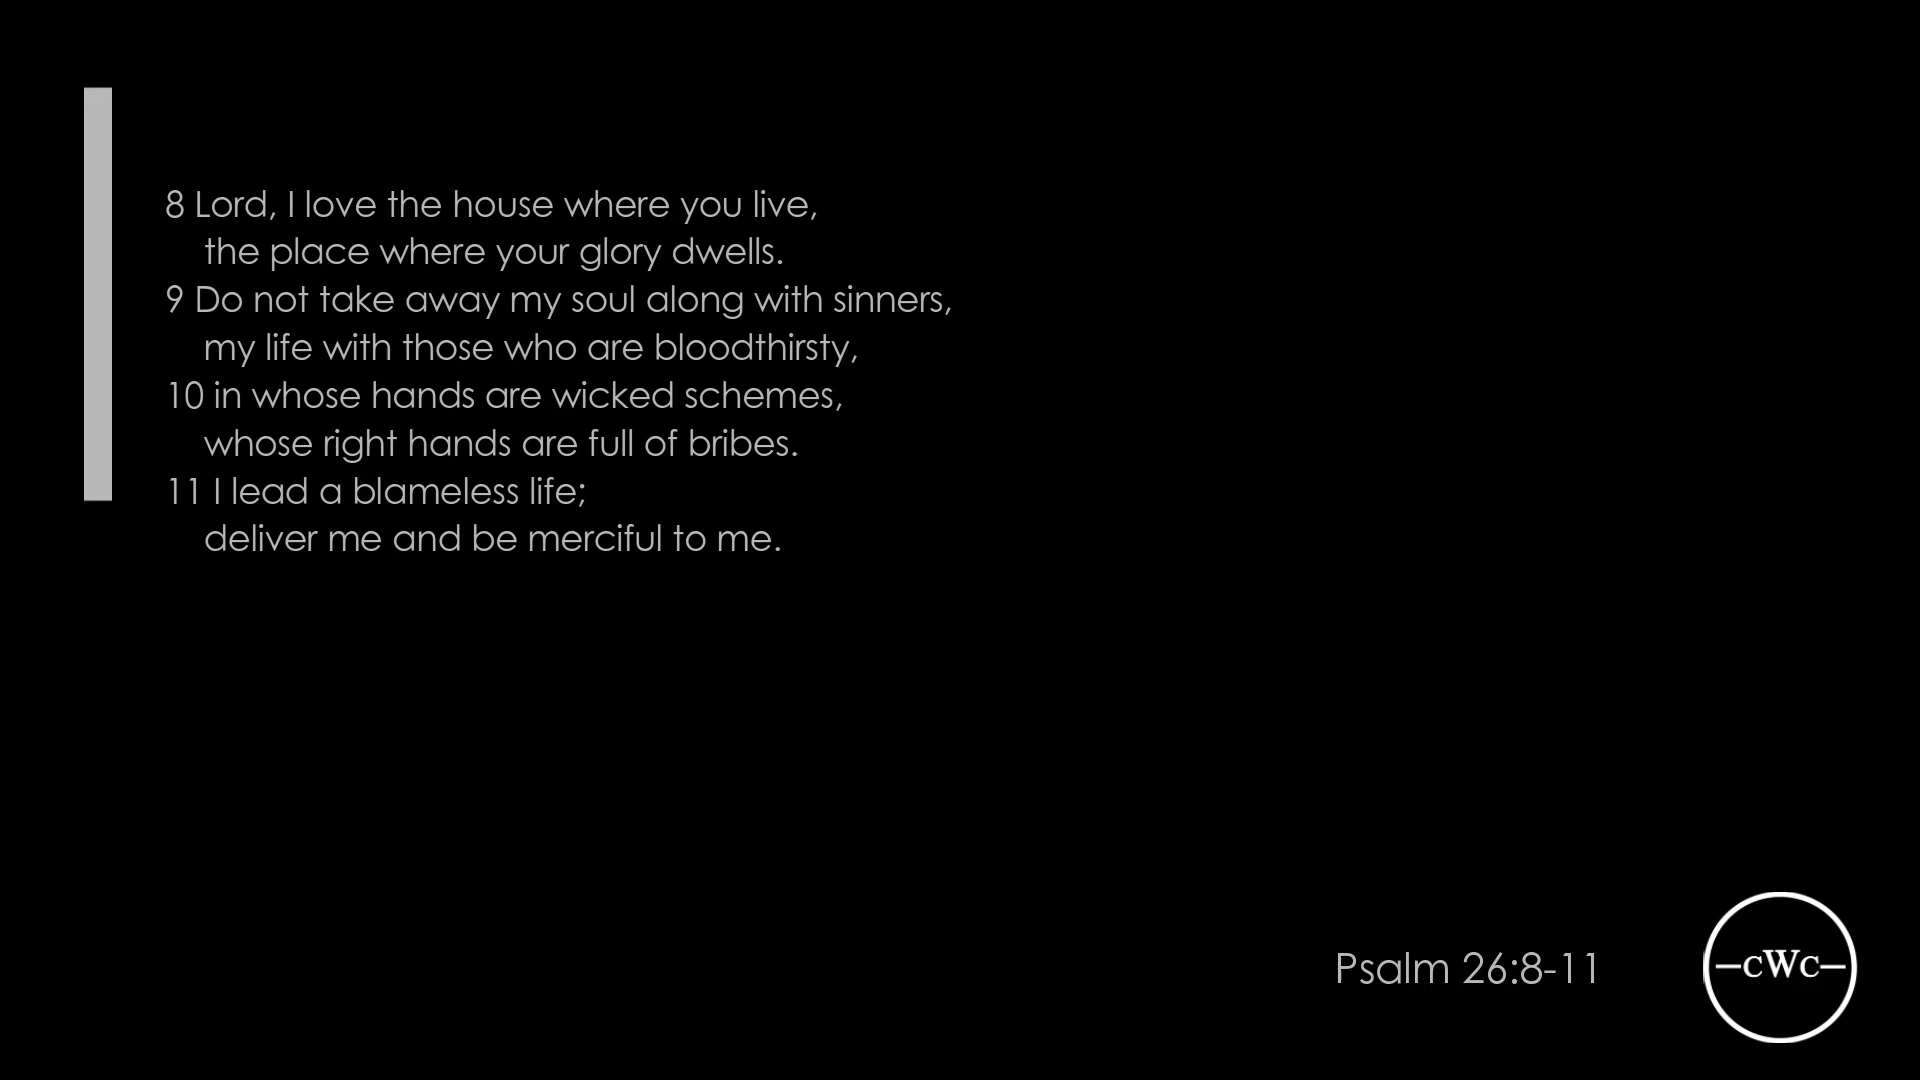 8 Lord, I love the house where you live,
the place where your glory dwells.
9 Do not take away my soul along with sinners,
my life with those who are bloodthirsty,
10 in whose hands are wicked schemes,
whose right hands are full of bribes.
11 I lead a blameless life;
deliver me and be merciful to me.
Psalm 26:8-11
cWc